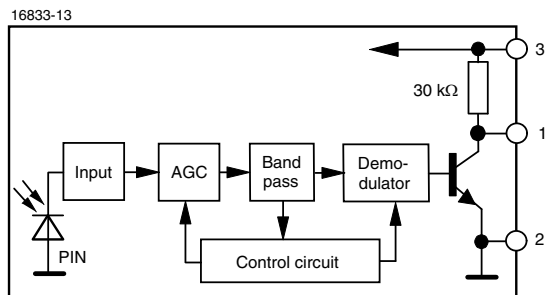 16833-13
3
30 kΩ
1
Input
AGC
Band
pass
Demo-
dulator
2
PIN
Control circuit